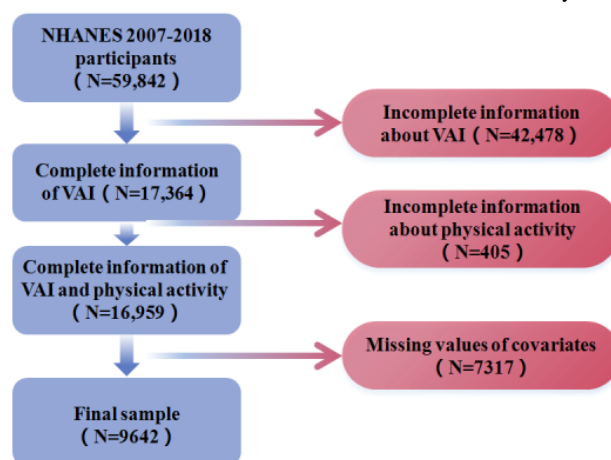 NHANES 2007-2018
participants
( N=59,842 )
Incomplete information
about VAI ( N=42,478 )
Complete information
of VAI ( N=17,364 )
Incomplete information
about physical activity
( N=405 )
Complete information of
VAI and physical activity
( N=16,959 )
Missing values of covariates
( N=7317 )
Final sample
( N=9642 )